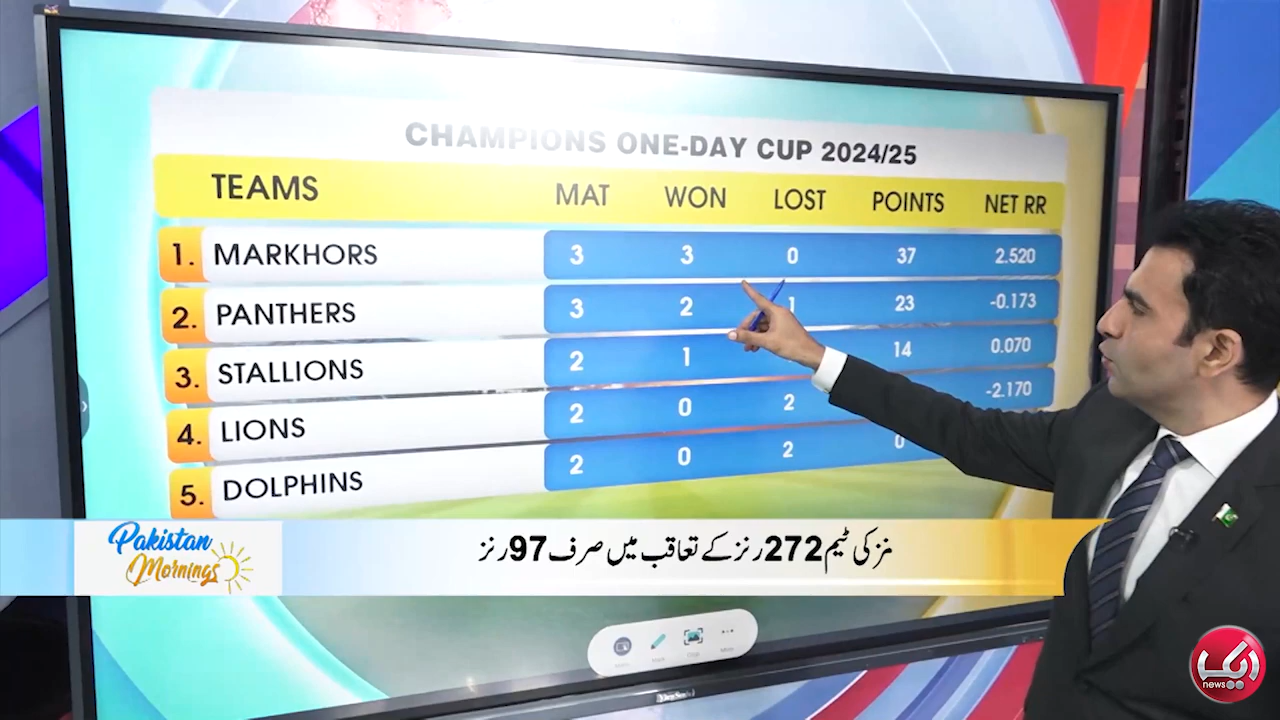 CHAMPIONS ONE-DAY CUP 2024/25
TEAMS MAT WON LOST POINTS NET RR
1. MARKHORS 3 3 0 37 2.520
2. PANTHERS 3 2 1 23 -0.173
3. STALLIONS 2 1 14 0.070
4. LIONS 2 0 2 -2.170
5. DOLPHINS 2 0 2 0
Pakistan
Mornings
کی ٹیم 272 رنز کے تعاقب میں صرف 97 رنز
ViewSonic
More
news